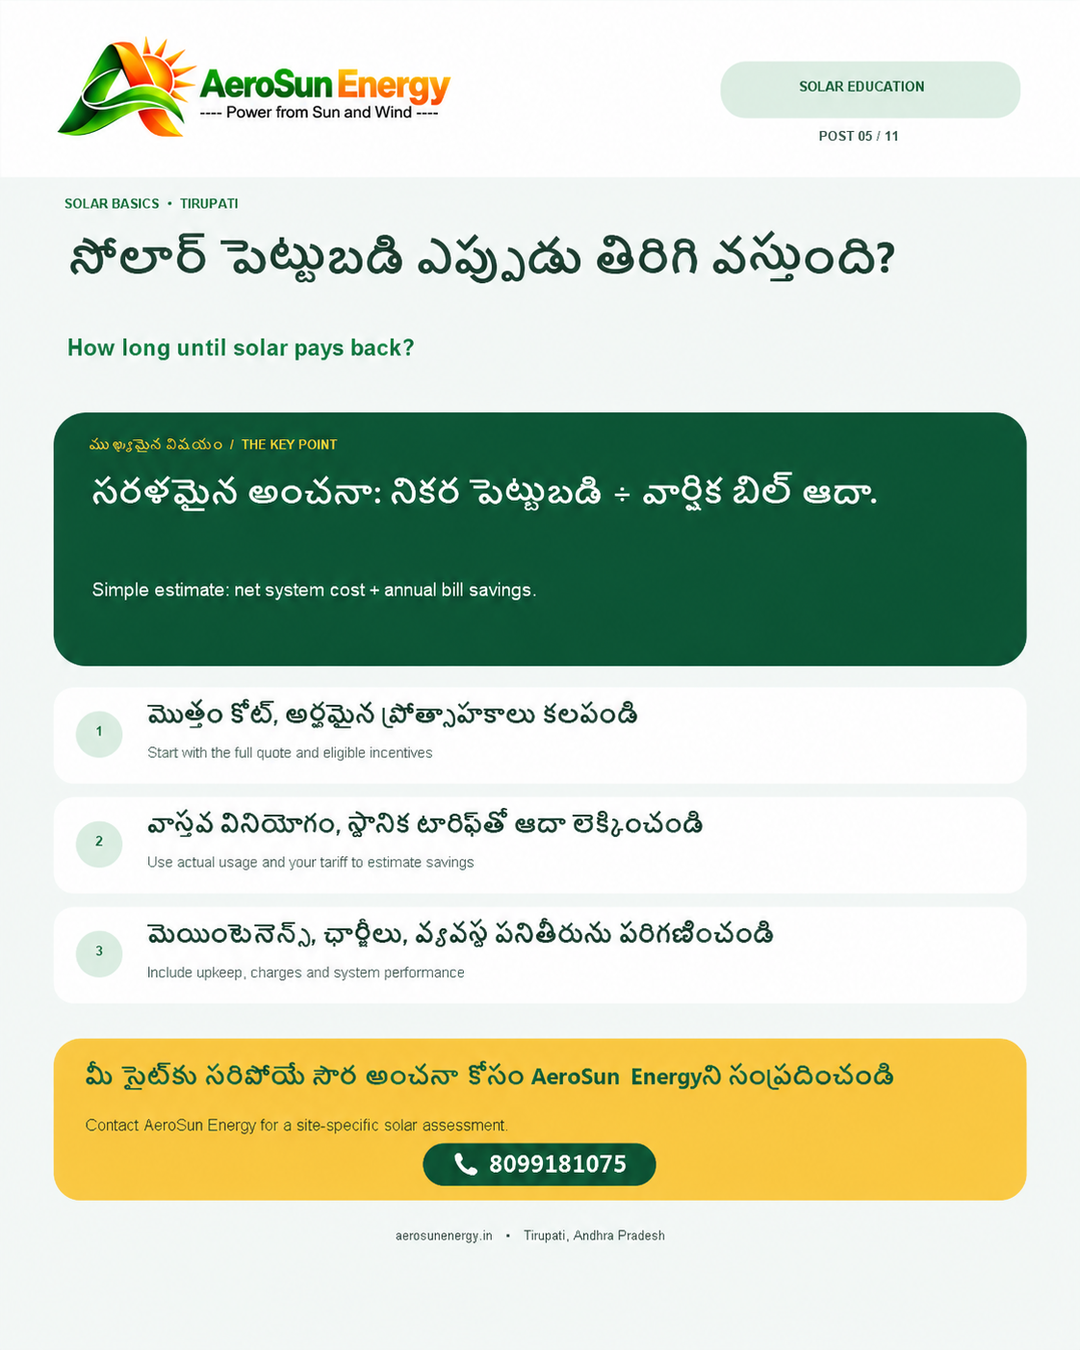 AeroSun Energy
---- Power from Sun and Wind ----
SOLAR EDUCATION
POST 05 / 11
SOLAR BASICS • TIRUPATI
సోలార్ పెట్టుబడి ఎప్పుడు తిరిగి వస్తుంది?
How long until solar pays back?
ముఖ్యమైన విషయం / THE KEY POINT
సరళమైన అంచనా: నికర పెట్టుబడి ÷ వార్షిక బిల్ ఆదా.
Simple estimate: net system cost + annual bill savings.
1
మొత్తం కోట్, అర్హమైన ప్రోత్సాహకాలు కలపండి
Start with the full quote and eligible incentives
2
వాస్తవ వినియోగం, స్థానిక టారిఫ్‌తో ఆదా లెక్కించండి
Use actual usage and your tariff to estimate savings
3
మెయింటెనెన్స్, ఛార్జీలు, వ్యవస్థ పనితీరును పరిగణించండి
Include upkeep, charges and system performance
మీ సైట్‌కు సరిపోయే సౌర అంచనా కోసం AeroSun Energyని సంప్రదించండి
Contact AeroSun Energy for a site-specific solar assessment.
8099181075
aerosunenergy.in • Tirupati, Andhra Pradesh